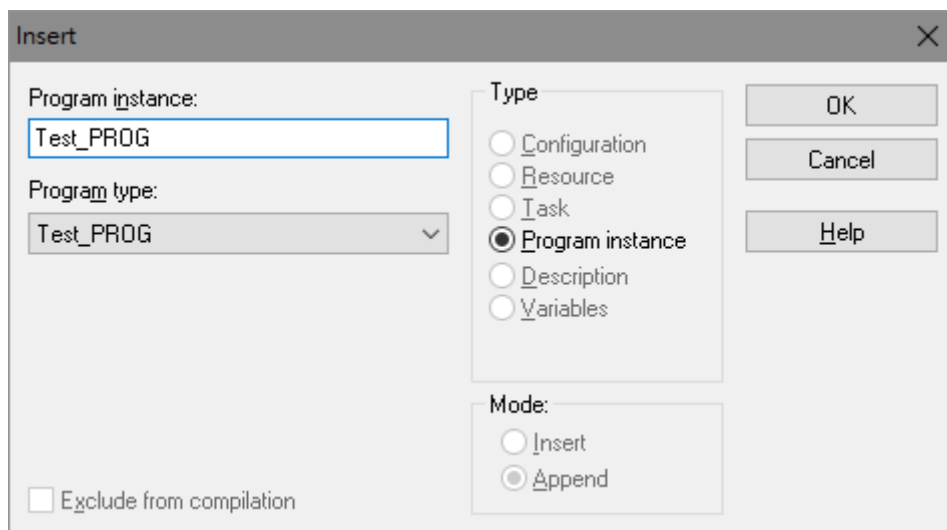 Insert
Program instance:
Test_PROG
Program type:
Test_PROG
Exclude from compilation
Type
Configuration
Resource
Task
Program instance
Description
Variables
Mode:
Insert
Append
OK
Cancel
Help